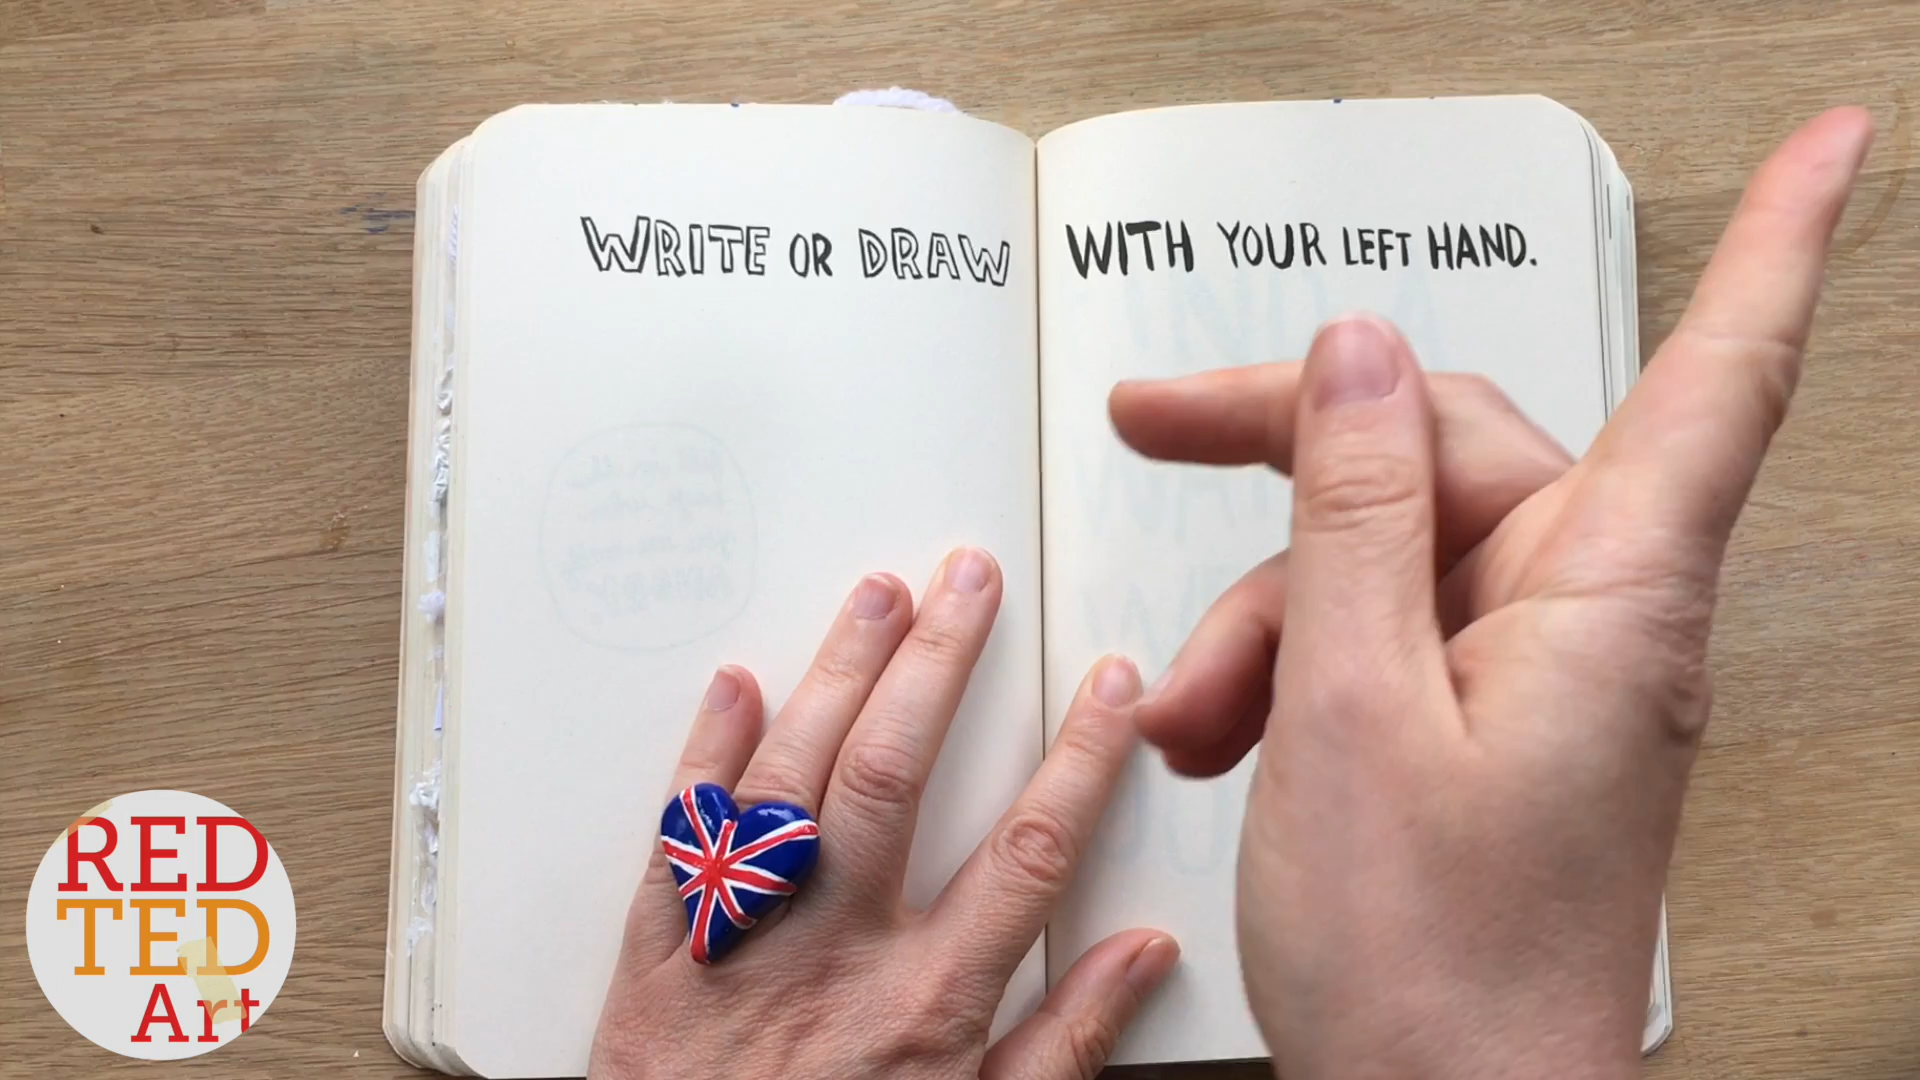 WRITE OR DRAW WITH YOUR LEFT HAND.
RED
TED
Art